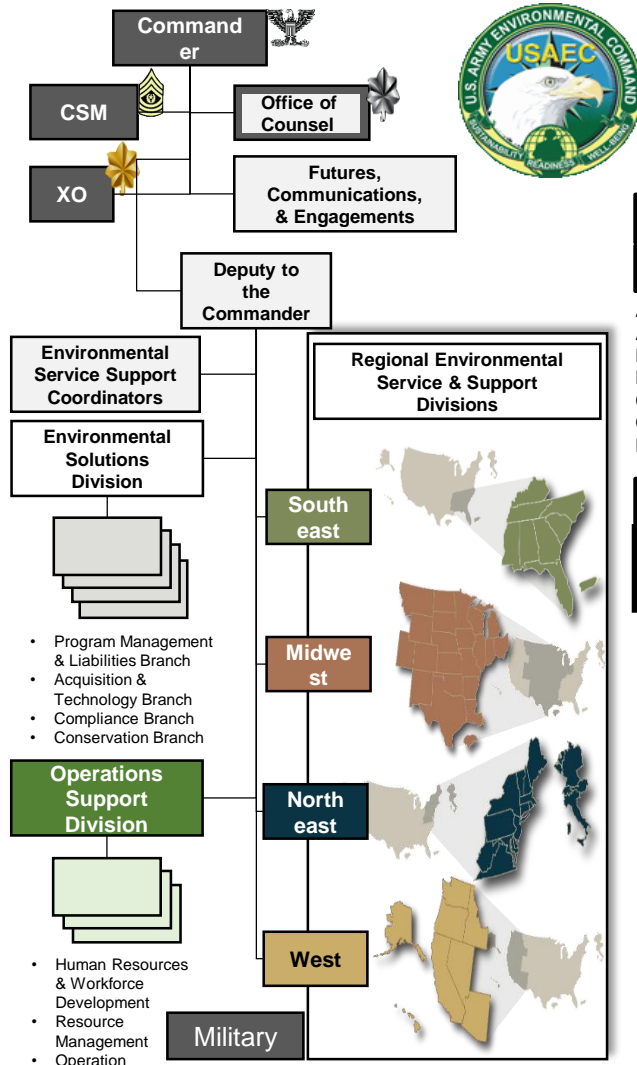 Command
er
U.S. ARMY ENVIRONMENTAL COMMAND
USAEC
SUSTAINABILITY READINESS WELL-BEING
CSM
Office of
Counsel
XO
Futures,
Communications,
& Engagements
Deputy to
the
Commander
Environmental
Service Support
Coordinators
Regional Environmental
Service & Support
Divisions
Environmental
Solutions
Division
South
east
• Program Management
& Liabilities Branch
• Acquisition &
Technology Branch
• Compliance Branch
• Conservation Branch
Midwe
st
Operations
Support
Division
North
east
West
• Human Resources
& Workforce
Development
• Resource
Management
• Operation
Military